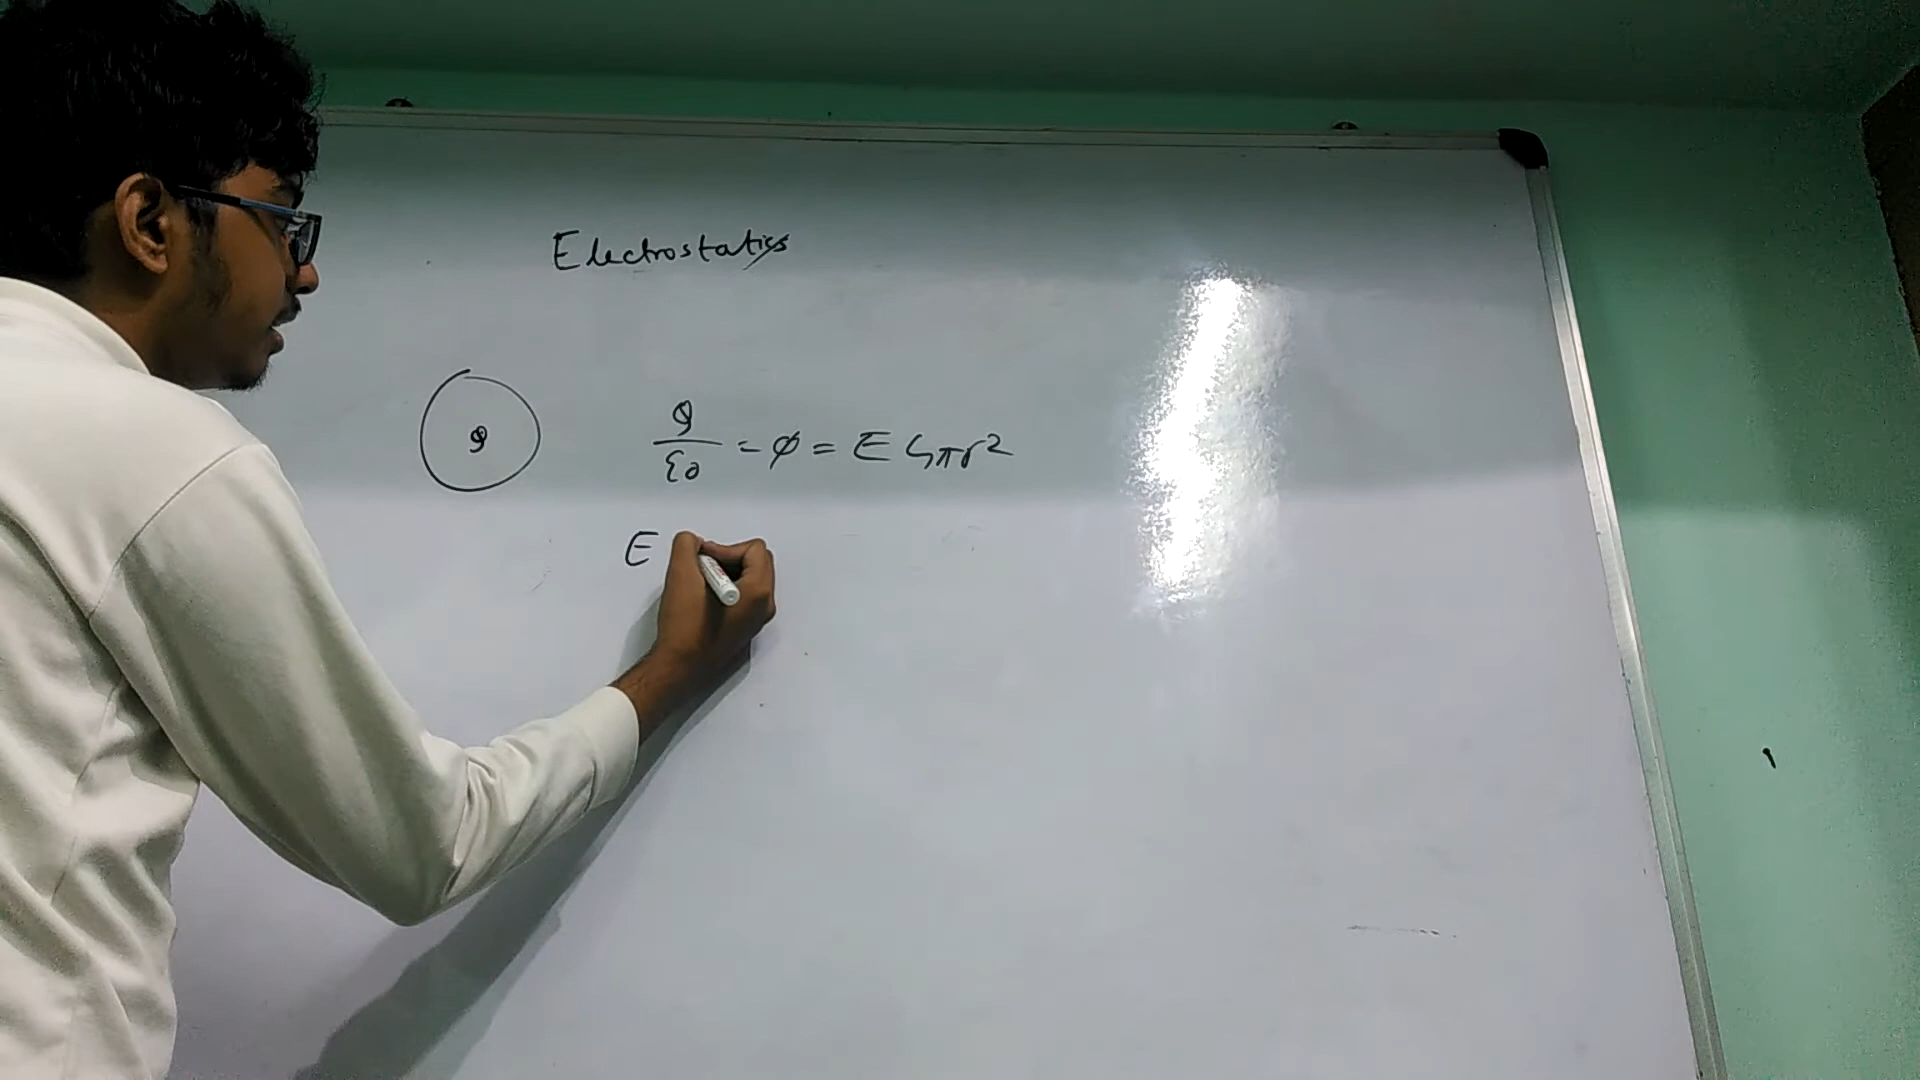 Electrostatics
Q
Q/ε0 = φ = E 4πr²
E